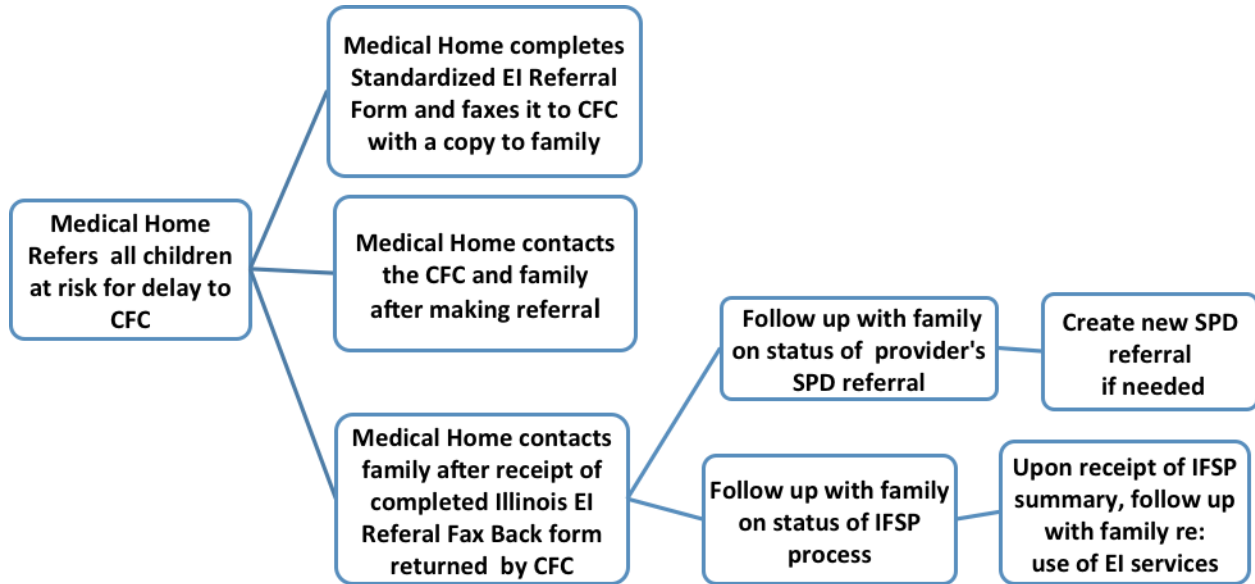 Medical Home
Refers all children
at risk for delay to
CFC
Medical Home completes
Standardized EI Referral
Form and faxes it to CFC
with a copy to family
Medical Home contacts
the CFC and family
after making referral
Medical Home contacts
family after receipt of
completed Illinois EI
Referal Fax Back form
returned by CFC
Follow up with family
on status of provider's
SPD referral
Create new SPD
referral
if needed
Follow up with family
on status of IFSP
process
Upon receipt of IFSP
summary, follow up
with family re:
use of EI services